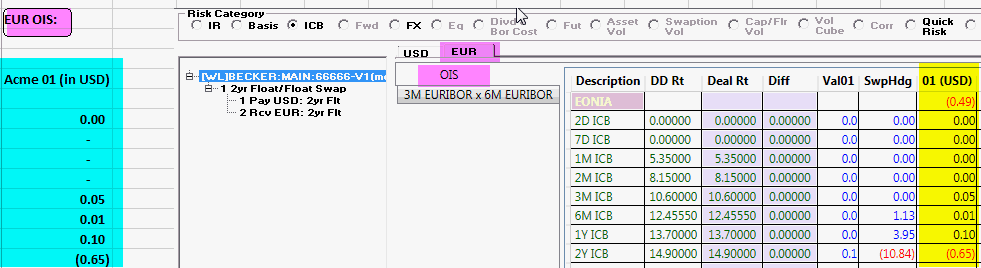 EUR OIS:
Risk Category
IR Basis ICB Fwd FX Eq Divds Bor Cost Fut Asset Vol Swaption Vol Cap/Flr Vol Vol Cube Corr Quick Risk
USD EUR
OIS
3M EURIBOR x 6M EURIBOR
Acme 01 (in USD)
0.00
-
-
-
0.05
0.01
0.10
(0.65)
[WL]BECKER:MAIN:66666-V1(mo
1 2yr Float/Float Swap
1 Pay USD: 2yr Flt
2 Rcv EUR: 2yr Flt
Description DD Rt Deal Rt Diff Val01 SwpHdg 01 (USD)
EONIA (0.49)
2D ICB 0.00000 0.00000 0.00000 0.0 0.00 0.00
7D ICB 0.00000 0.00000 0.00000 0.0 0.00 0.00
1M ICB 5.35000 5.35000 0.00000 0.0 0.00 0.00
2M ICB 8.15000 8.15000 0.00000 0.0 0.00 0.00
3M ICB 10.60000 10.60000 0.00000 0.0 0.00 0.05
6M ICB 12.45550 12.45550 0.00000 0.0 1.13 0.01
1Y ICB 13.70000 13.70000 0.00000 0.0 3.95 0.10
2Y ICB 14.90000 14.90000 0.00000 0.1 (10.84) (0.65)